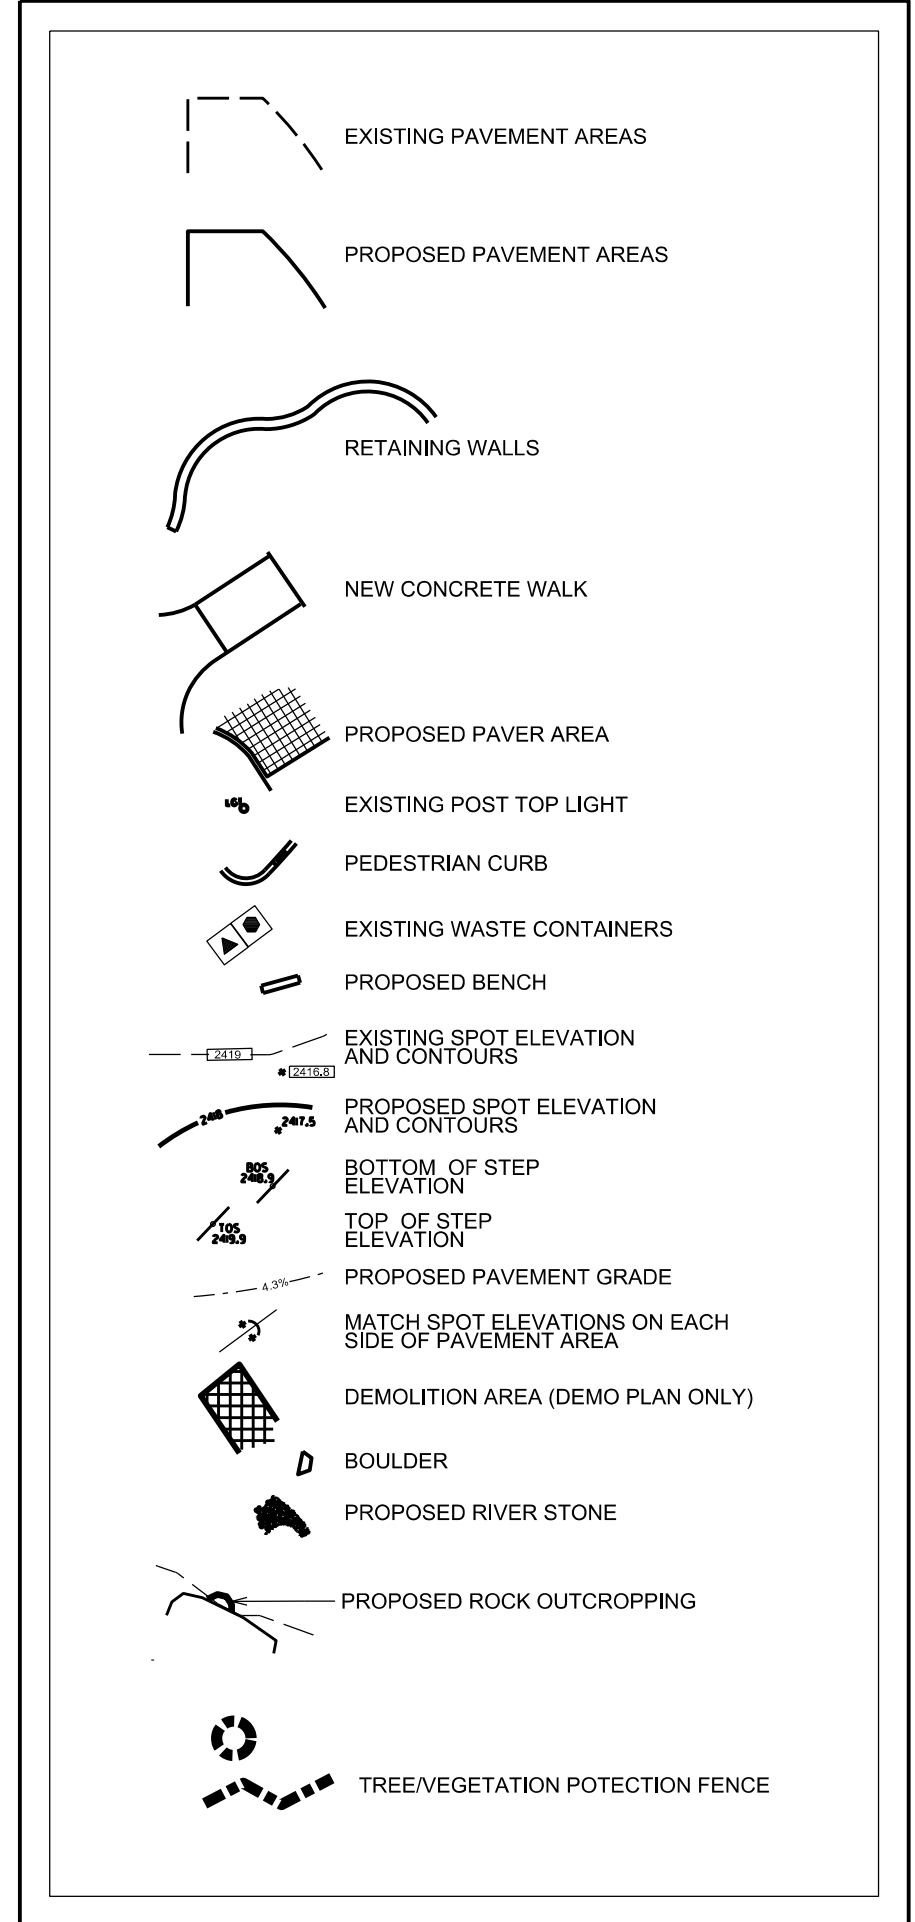 EXISTING PAVEMENT AREAS
PROPOSED PAVEMENT AREAS
RETAINING WALLS
NEW CONCRETE WALK
PROPOSED PAVER AREA
EXISTING POST TOP LIGHT
PEDESTRIAN CURB
EXISTING WASTE CONTAINERS
PROPOSED BENCH
EXISTING SPOT ELEVATION
AND CONTOURS
2419
2416.8
PROPOSED SPOT ELEVATION
AND CONTOURS
2418
2417.5
BOTTOM OF STEP
ELEVATION
BOS
2418.9
TOP OF STEP
ELEVATION
TOS
2419.9
PROPOSED PAVEMENT GRADE
4.3%
MATCH SPOT ELEVATIONS ON EACH
SIDE OF PAVEMENT AREA
DEMOLITION AREA (DEMO PLAN ONLY)
BOULDER
PROPOSED RIVER STONE
PROPOSED ROCK OUTCROPPING
TREE/VEGETATION POTECTION FENCE